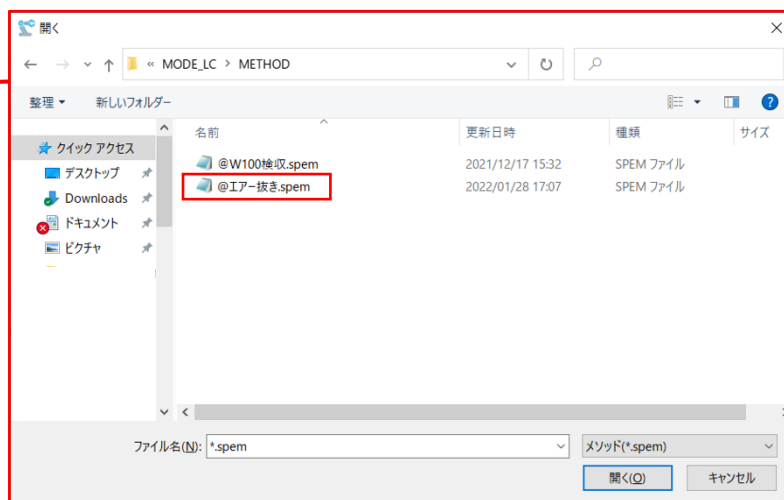 開く
« MODE_LC > METHOD
整理 新しいフォルダー
名前 更新日時 種類 サイズ
クイック アクセス
デスクトップ
Downloads
ドキュメント
ピクチャ
@W100検収.spem 2021/12/17 15:32 SPEM ファイル
@エアー抜き.spem 2022/01/28 17:07 SPEM ファイル
ファイル名(N): *.spem メソッド(*.spem)
開く(O) キャンセル